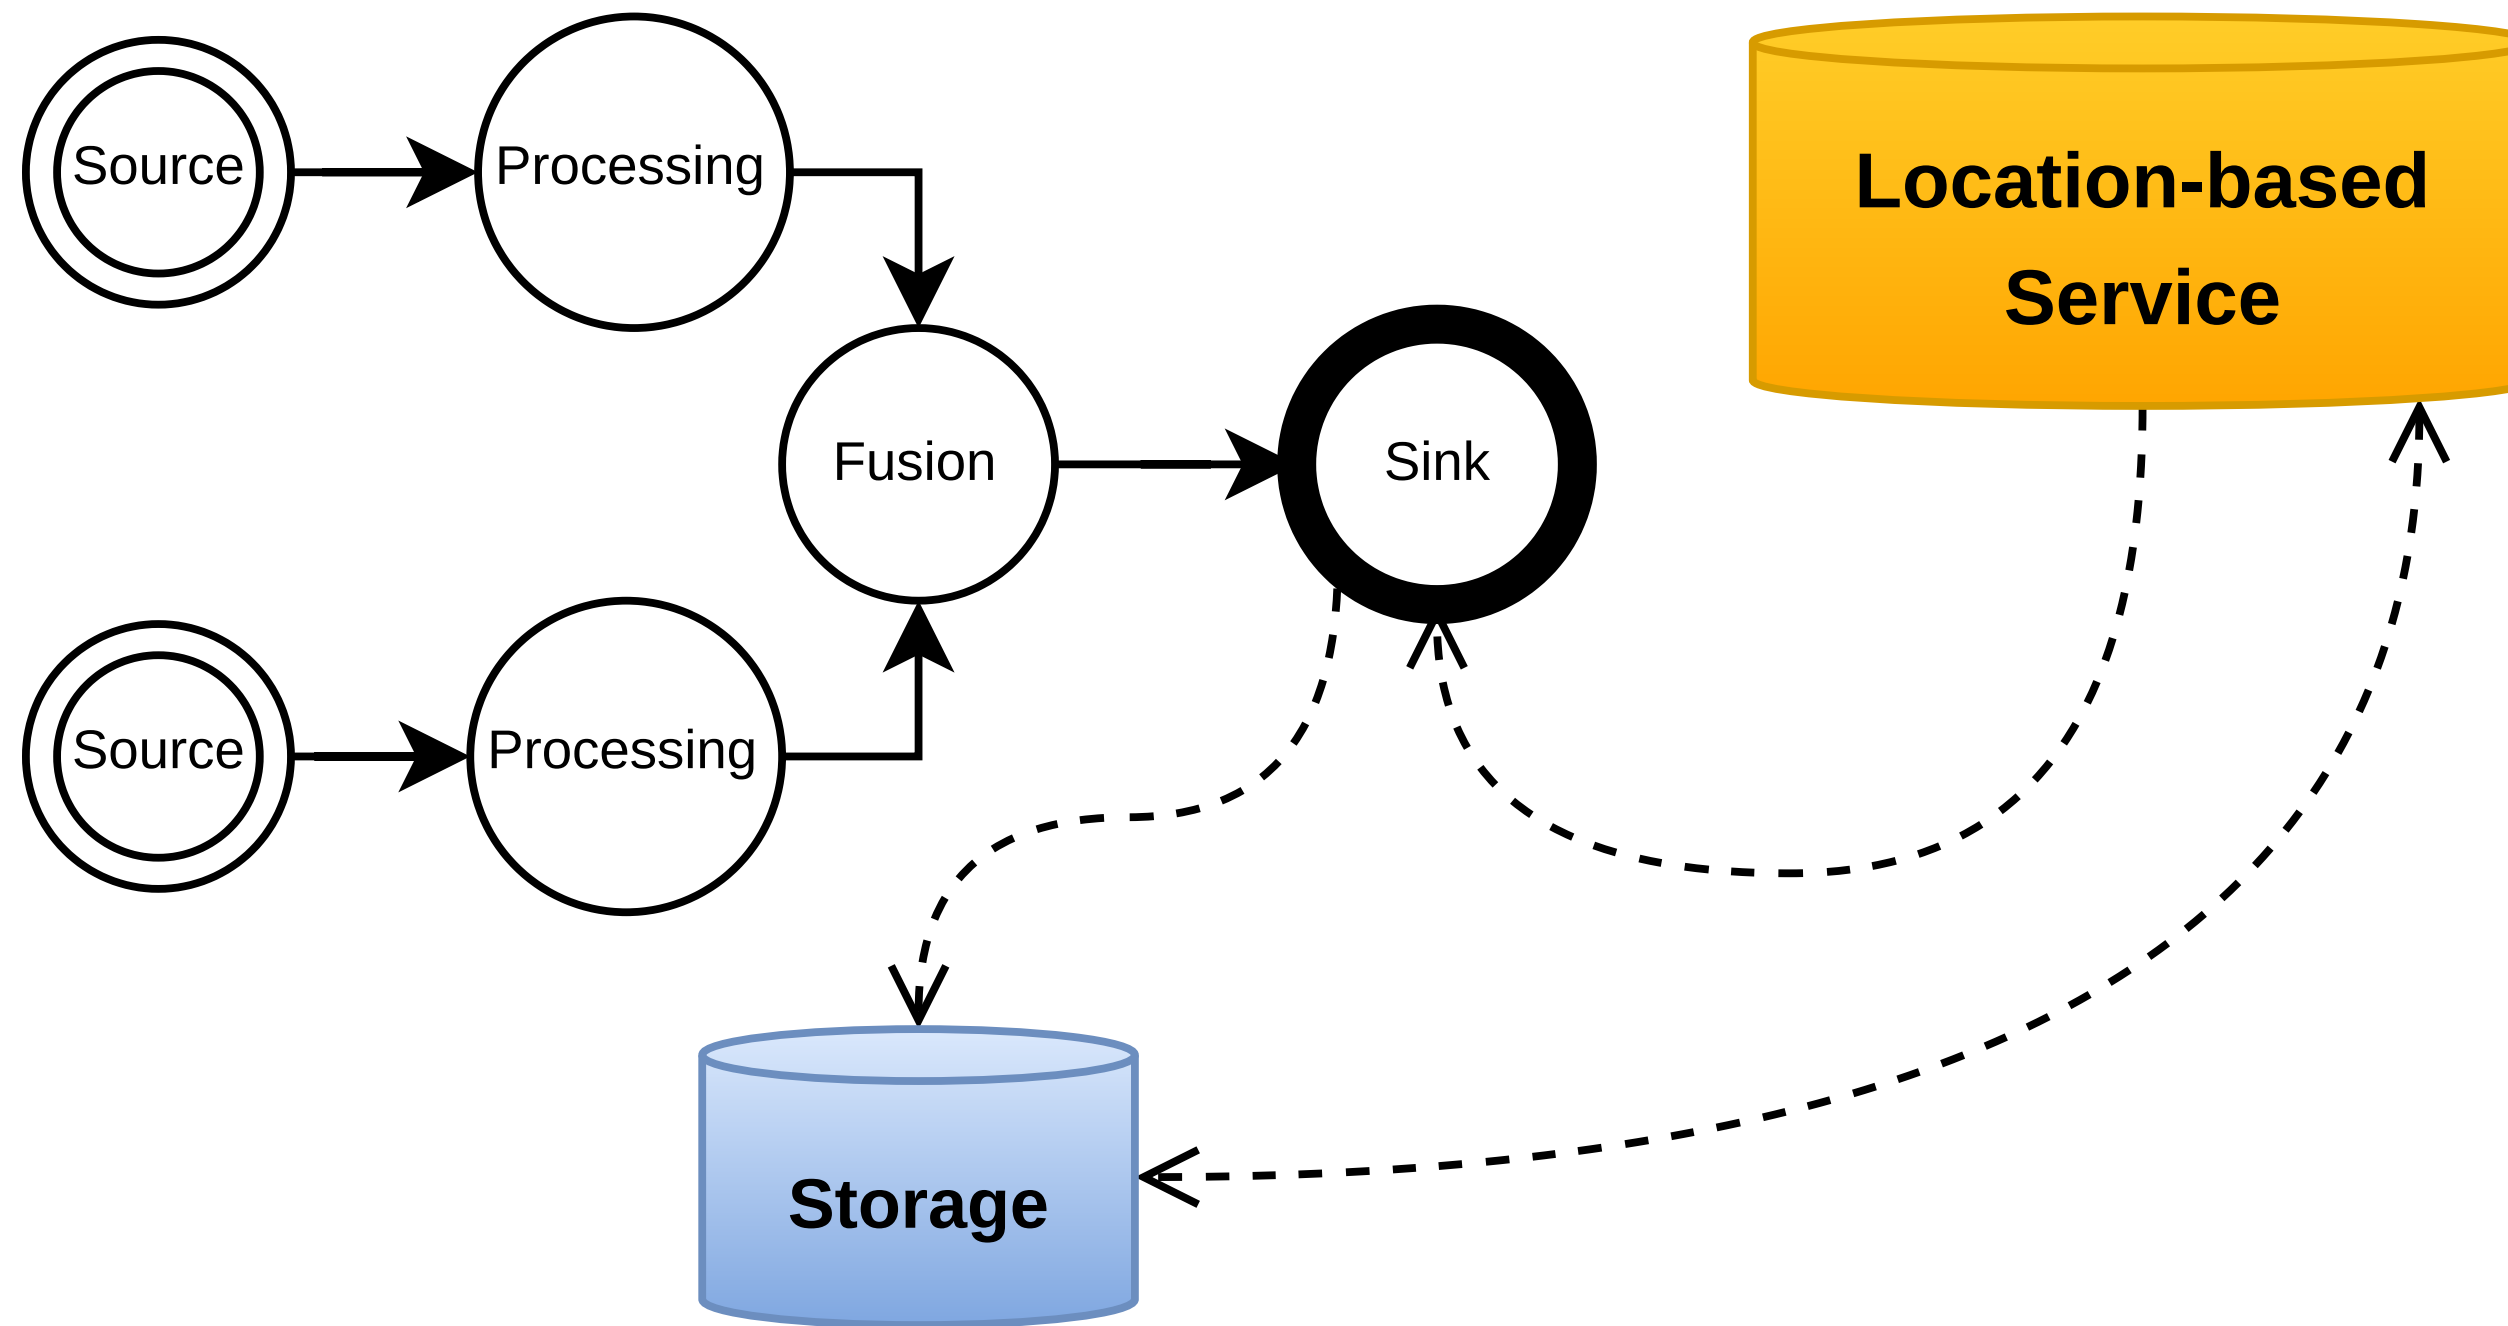 Source
Processing
Location-based
Service
Fusion
Sink
Source
Processing
Storage